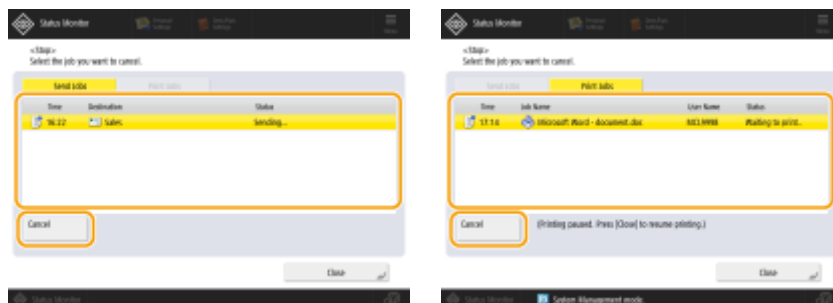 Status Monitor
<Stop>
Select the job you want to cancel.
Send Jobs Print Jobs
Time Destination Status
16:22 Sales Sending...
Cancel
Close
Status Monitor
Status Monitor
Menu
<Stop>
Select the job you want to cancel.
Send Jobs Print Jobs
Time Job Name User Name Status
17:14 Microsoft Word - document.doc Waiting to print..
Cancel (Printing paused. Press [Close] to resume printing.)
Close
Status Monitor System Management mode.